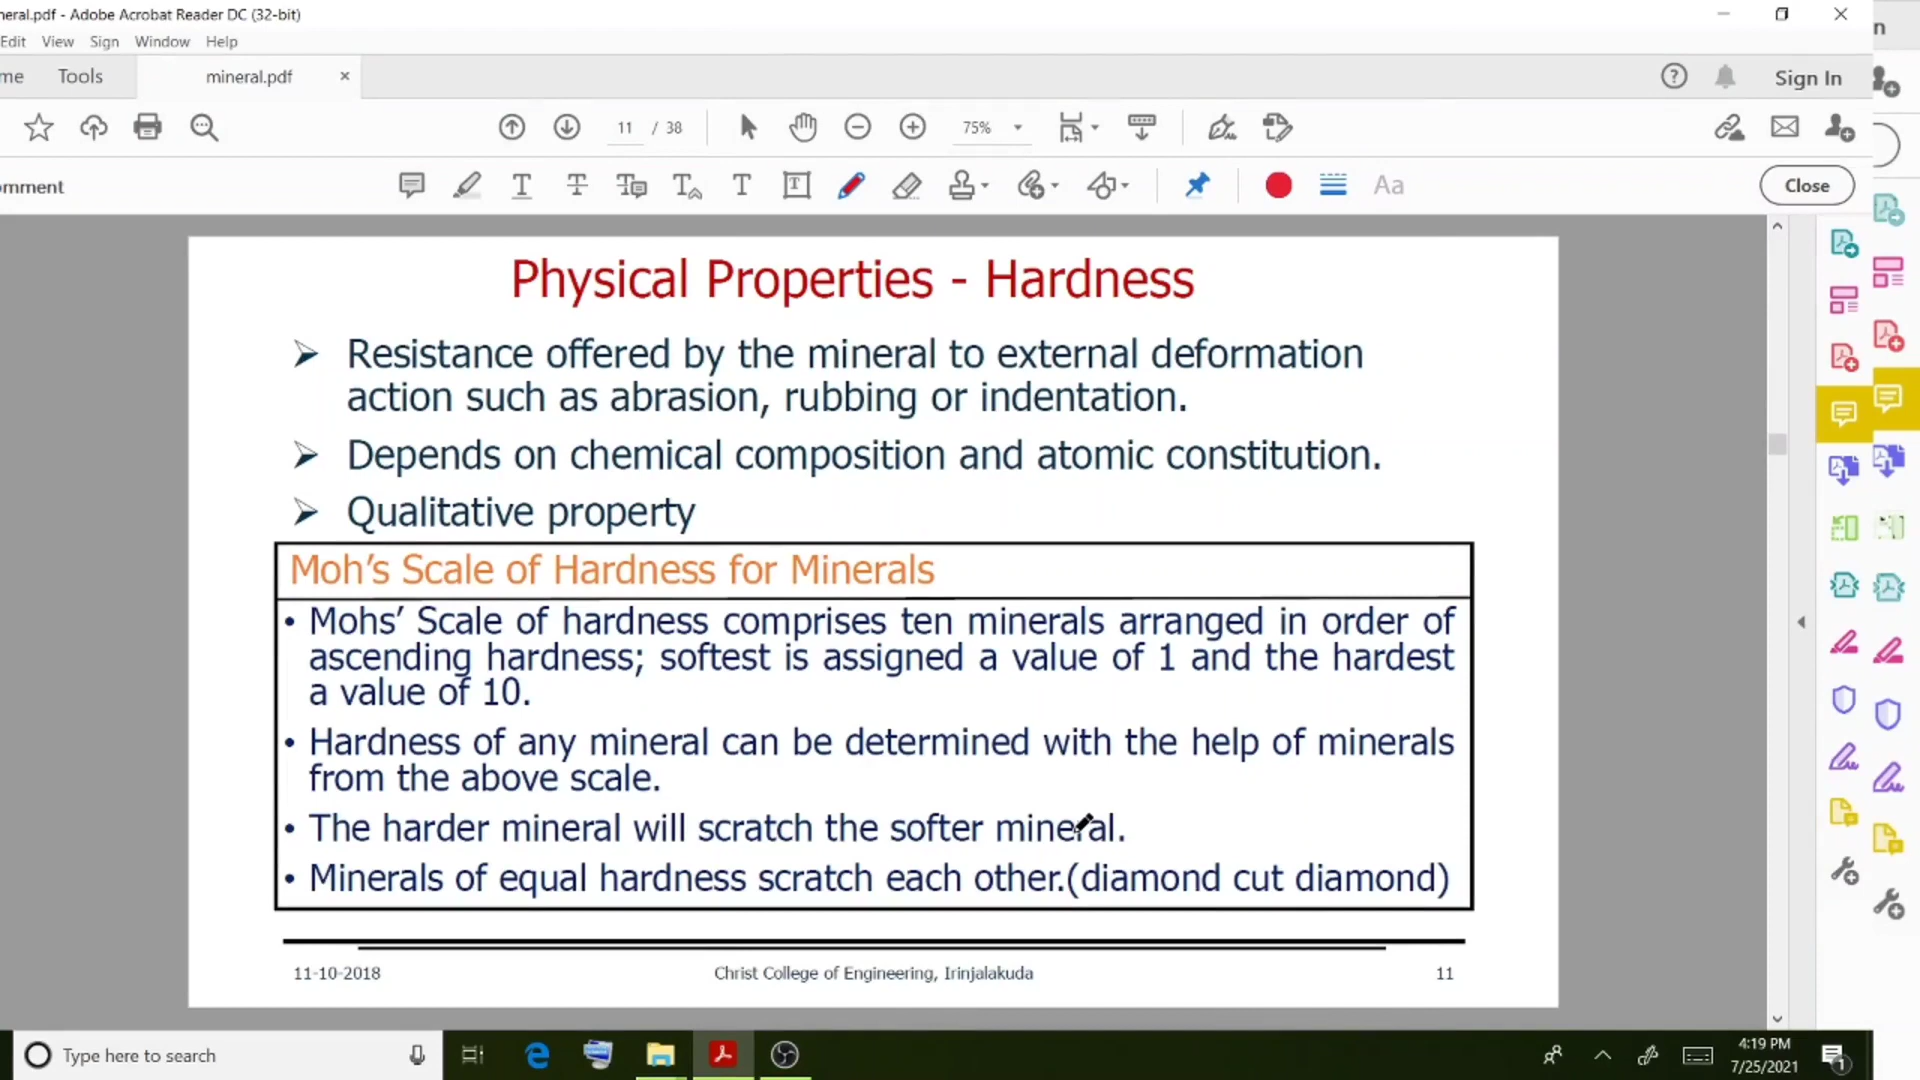 neral.pdf - Adobe Acrobat Reader DC (32-bit)
Edit View Sign Window Help
me Tools mineral.pdf × Sign In
11 / 38 75%
omment Aa Close
Physical Properties - Hardness
➢ Resistance offered by the mineral to external deformation
action such as abrasion, rubbing or indentation.
➢ Depends on chemical composition and atomic constitution.
➢ Qualitative property
Moh’s Scale of Hardness for Minerals
• Mohs’ Scale of hardness comprises ten minerals arranged in order of
ascending hardness; softest is assigned a value of 1 and the hardest
a value of 10.
• Hardness of any mineral can be determined with the help of minerals
from the above scale.
• The harder mineral will scratch the softer mineral.
• Minerals of equal hardness scratch each other.(diamond cut diamond)
11-10-2018 Christ College of Engineering, Irinjalakuda 11
Type here to search
4:19 PM
7/25/2021
1